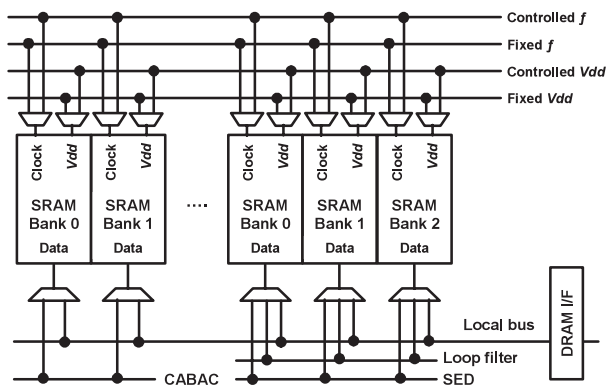 Controlled f
Fixed f
Controlled Vdd
Fixed Vdd
Clock Vdd Clock Vdd Clock Vdd Clock Vdd Clock Vdd
SRAM SRAM SRAM SRAM SRAM
Bank 0 Bank 1 .... Bank 0 Bank 1 Bank 2
Data Data Data Data Data
Local bus
DRAM I/F
Loop filter
CABAC SED